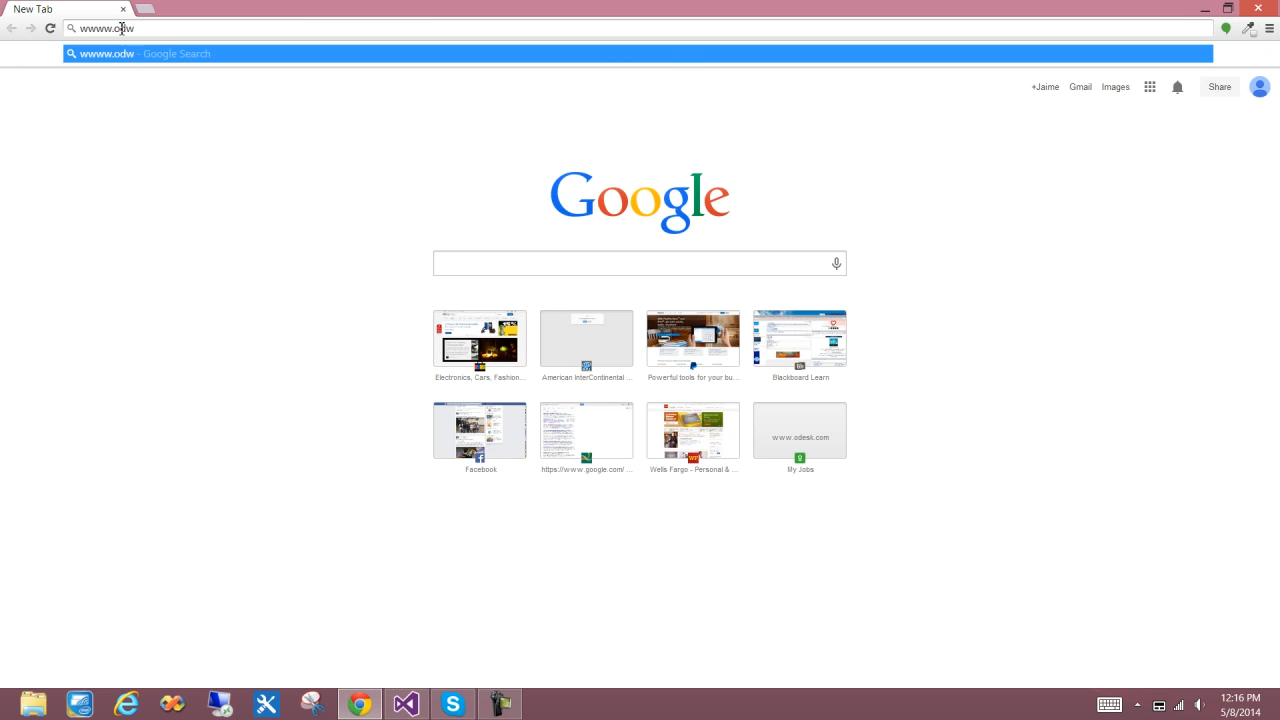 New Tab
wwww.odw
wwww.odw - Google Search
+Jaime Gmail Images Share
Google
Electronics, Cars, Fashion...
American InterContinental ...
Powerful tools for your bu...
Blackboard Learn
www.odesk.com
Facebook
https://www.google.com/ ...
Wells Fargo - Personal & ...
My Jobs
12:16 PM
5/8/2014